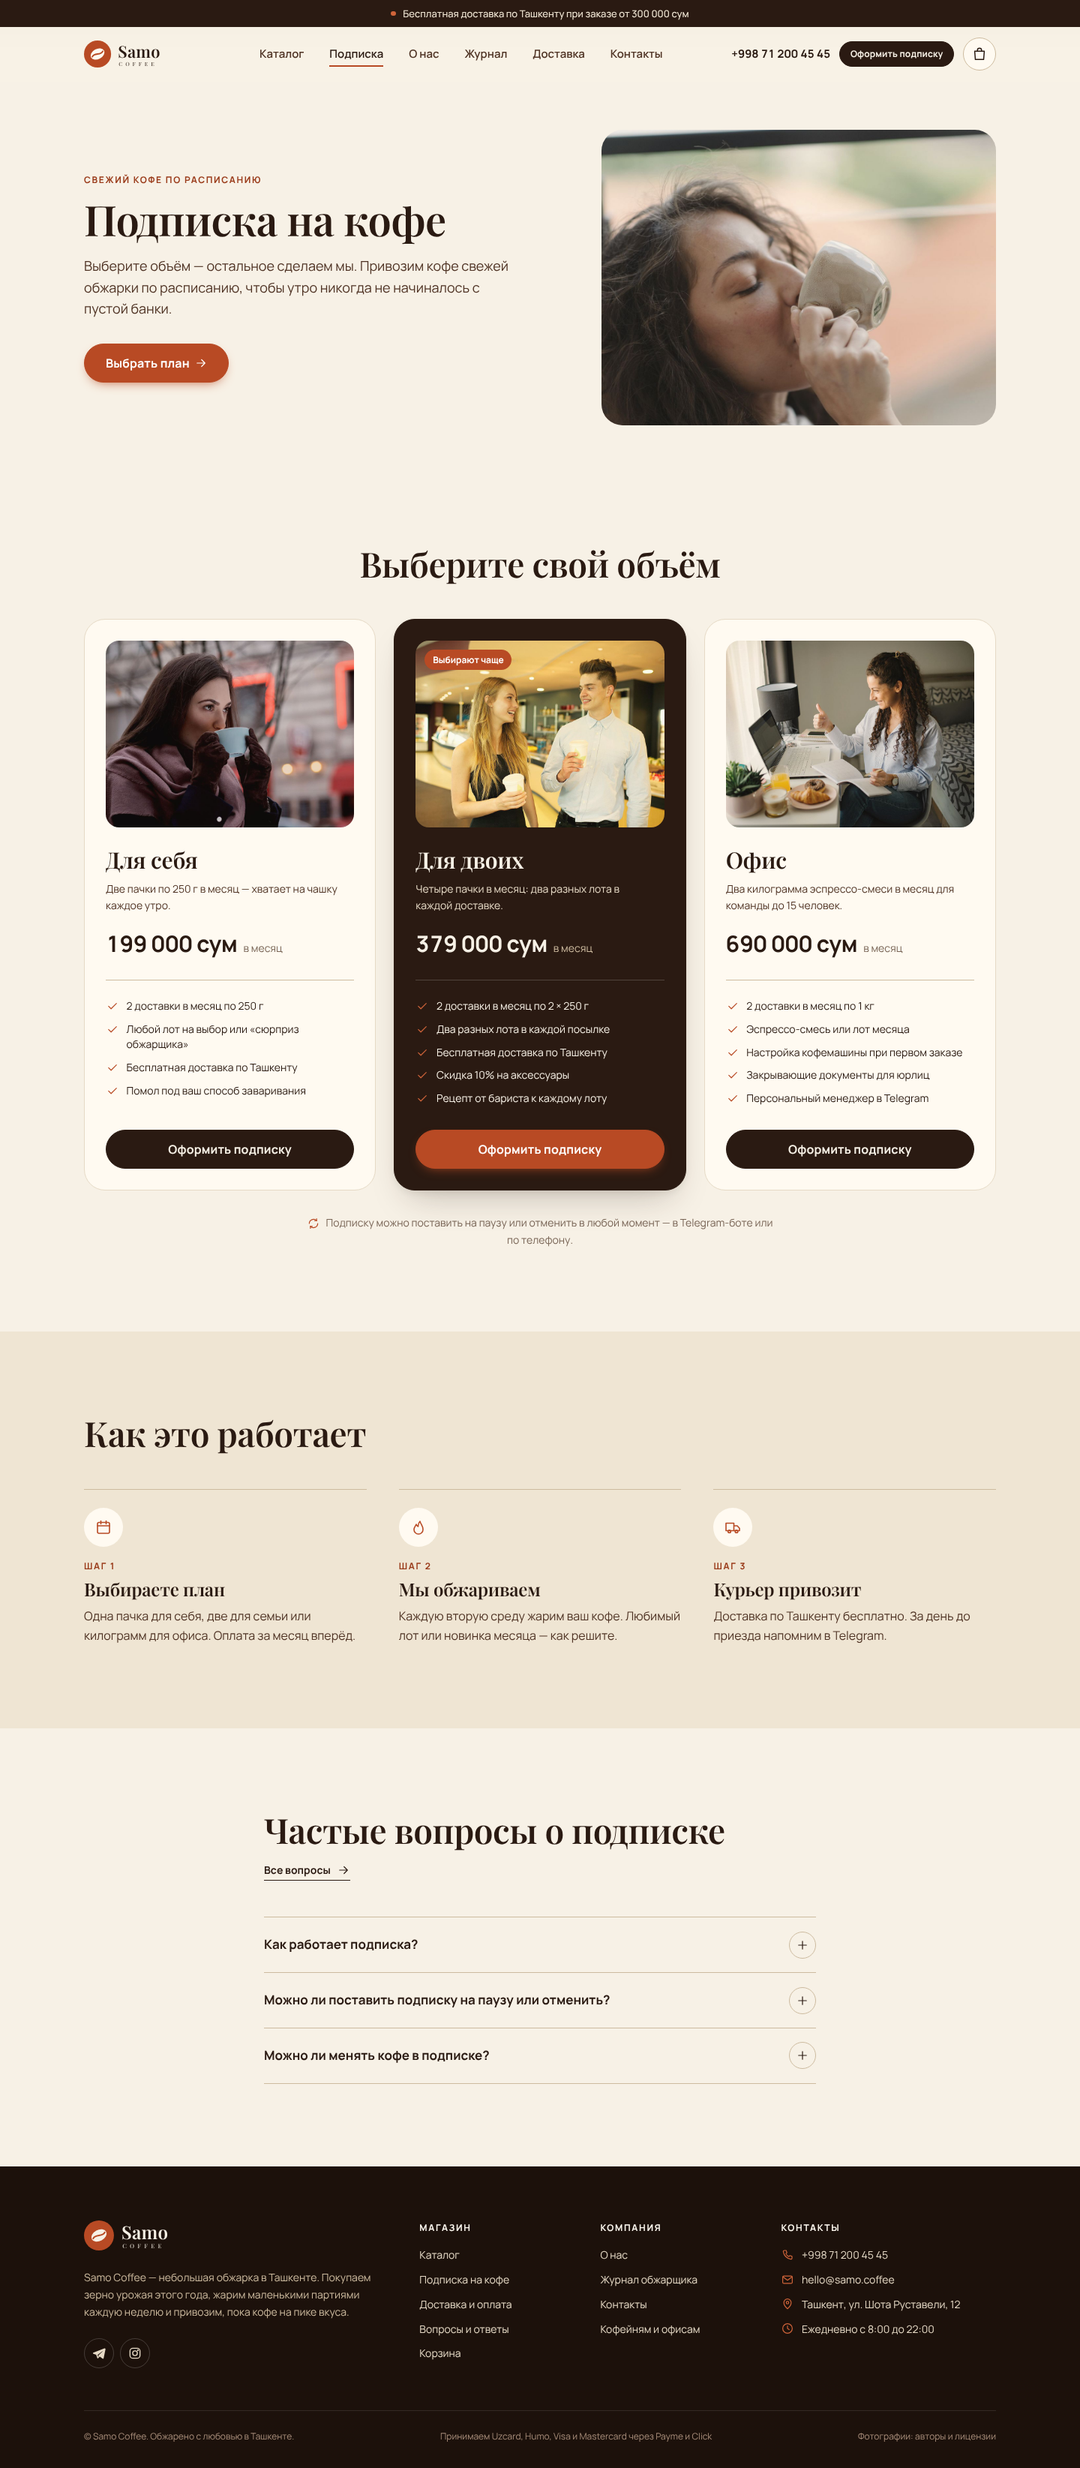 Бесплатная доставка по Ташкенту при заказе от 300 000 сум
Samo
COFFEE
Каталог
Подписка
О нас
Журнал
Доставка
Контакты
+998 71 200 45 45
Оформить подписку
СВЕЖИЙ КОФЕ ПО РАСПИСАНИЮ
Подписка на кофе
Выберите объём — остальное сделаем мы. Привозим кофе свежей
обжарки по расписанию, чтобы утро никогда не начиналось с
пустой банки.
Выбрать план
Выберите свой объём
Для себя
Две пачки по 250 г в месяц — хватает на чашку
каждое утро.
199 000 сум в месяц
2 доставки в месяц по 250 г
Любой лот на выбор или «сюрприз
обжарщика»
Бесплатная доставка по Ташкенту
Помол под ваш способ заваривания
Оформить подписку
Выбирают чаще
Для двоих
Четыре пачки в месяц: два разных лота в
каждой доставке.
379 000 сум в месяц
2 доставки в месяц по 2 × 250 г
Два разных лота в каждой посылке
Бесплатная доставка по Ташкенту
Скидка 10% на аксессуары
Рецепт от бариста к каждому лоту
Оформить подписку
Офис
Два килограмма эспрессо-смеси в месяц для
команды до 15 человек.
690 000 сум в месяц
2 доставки в месяц по 1 кг
Эспрессо-смесь или лот месяца
Настройка кофемашины при первом заказе
Закрывающие документы для юрлиц
Персональный менеджер в Telegram
Оформить подписку
Подписку можно поставить на паузу или отменить в любой момент — в Telegram-боте или
по телефону.
Как это работает
ШАГ 1
Выбираете план
Одна пачка для себя, две для семьи или
килограмм для офиса. Оплата за месяц вперёд.
ШАГ 2
Мы обжариваем
Каждую вторую среду жарим ваш кофе. Любимый
лот или новинка месяца — как решите.
ШАГ 3
Курьер привозит
Доставка по Ташкенту бесплатно. За день до
приезда напомним в Telegram.
Частые вопросы о подписке
Все вопросы
Как работает подписка?
Можно ли поставить подписку на паузу или отменить?
Можно ли менять кофе в подписке?
Samo
COFFEE
Samo Coffee — небольшая обжарка в Ташкенте. Покупаем
зерно урожая этого года, жарим маленькими партиями
каждую неделю и привозим, пока кофе на пике вкуса.
МАГАЗИН
Каталог
Подписка на кофе
Доставка и оплата
Вопросы и ответы
Корзина
КОМПАНИЯ
О нас
Журнал обжарщика
Контакты
Кофейням и офисам
КОНТАКТЫ
+998 71 200 45 45
hello@samo.coffee
Ташкент, ул. Шота Руставели, 12
Ежедневно с 8:00 до 22:00
© Samo Coffee. Обжарено с любовью в Ташкенте.
Принимаем Uzcard, Humo, Visa и Mastercard через Payme и Click
Фотографии: авторы и лицензии